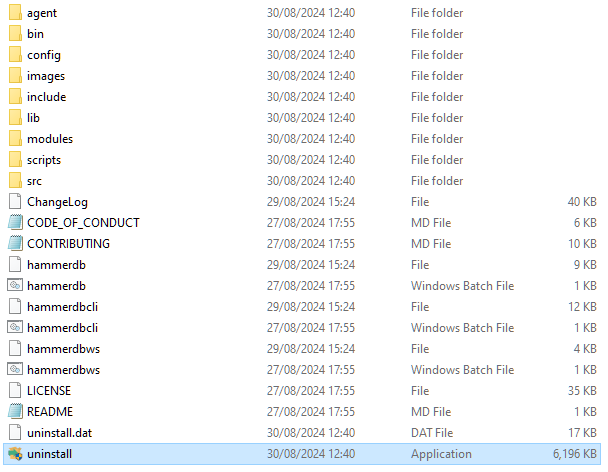 agent 30/08/2024 12:40 File folder
bin 30/08/2024 12:40 File folder
config 30/08/2024 12:40 File folder
images 30/08/2024 12:40 File folder
include 30/08/2024 12:40 File folder
lib 30/08/2024 12:40 File folder
modules 30/08/2024 12:40 File folder
scripts 30/08/2024 12:40 File folder
src 30/08/2024 12:40 File folder
ChangeLog 29/08/2024 15:24 File 40 KB
CODE_OF_CONDUCT 27/08/2024 17:55 MD File 6 KB
CONTRIBUTING 27/08/2024 17:55 MD File 10 KB
hammerdb 29/08/2024 15:24 File 9 KB
hammerdb 27/08/2024 17:55 Windows Batch File 1 KB
hammerdbcli 29/08/2024 15:24 File 12 KB
hammerdbcli 27/08/2024 17:55 Windows Batch File 1 KB
hammerdbws 29/08/2024 15:24 File 4 KB
hammerdbws 27/08/2024 17:55 Windows Batch File 1 KB
LICENSE 27/08/2024 17:55 File 35 KB
README 27/08/2024 17:55 MD File 1 KB
uninstall.dat 30/08/2024 12:40 DAT File 17 KB
uninstall 30/08/2024 12:40 Application 6,196 KB